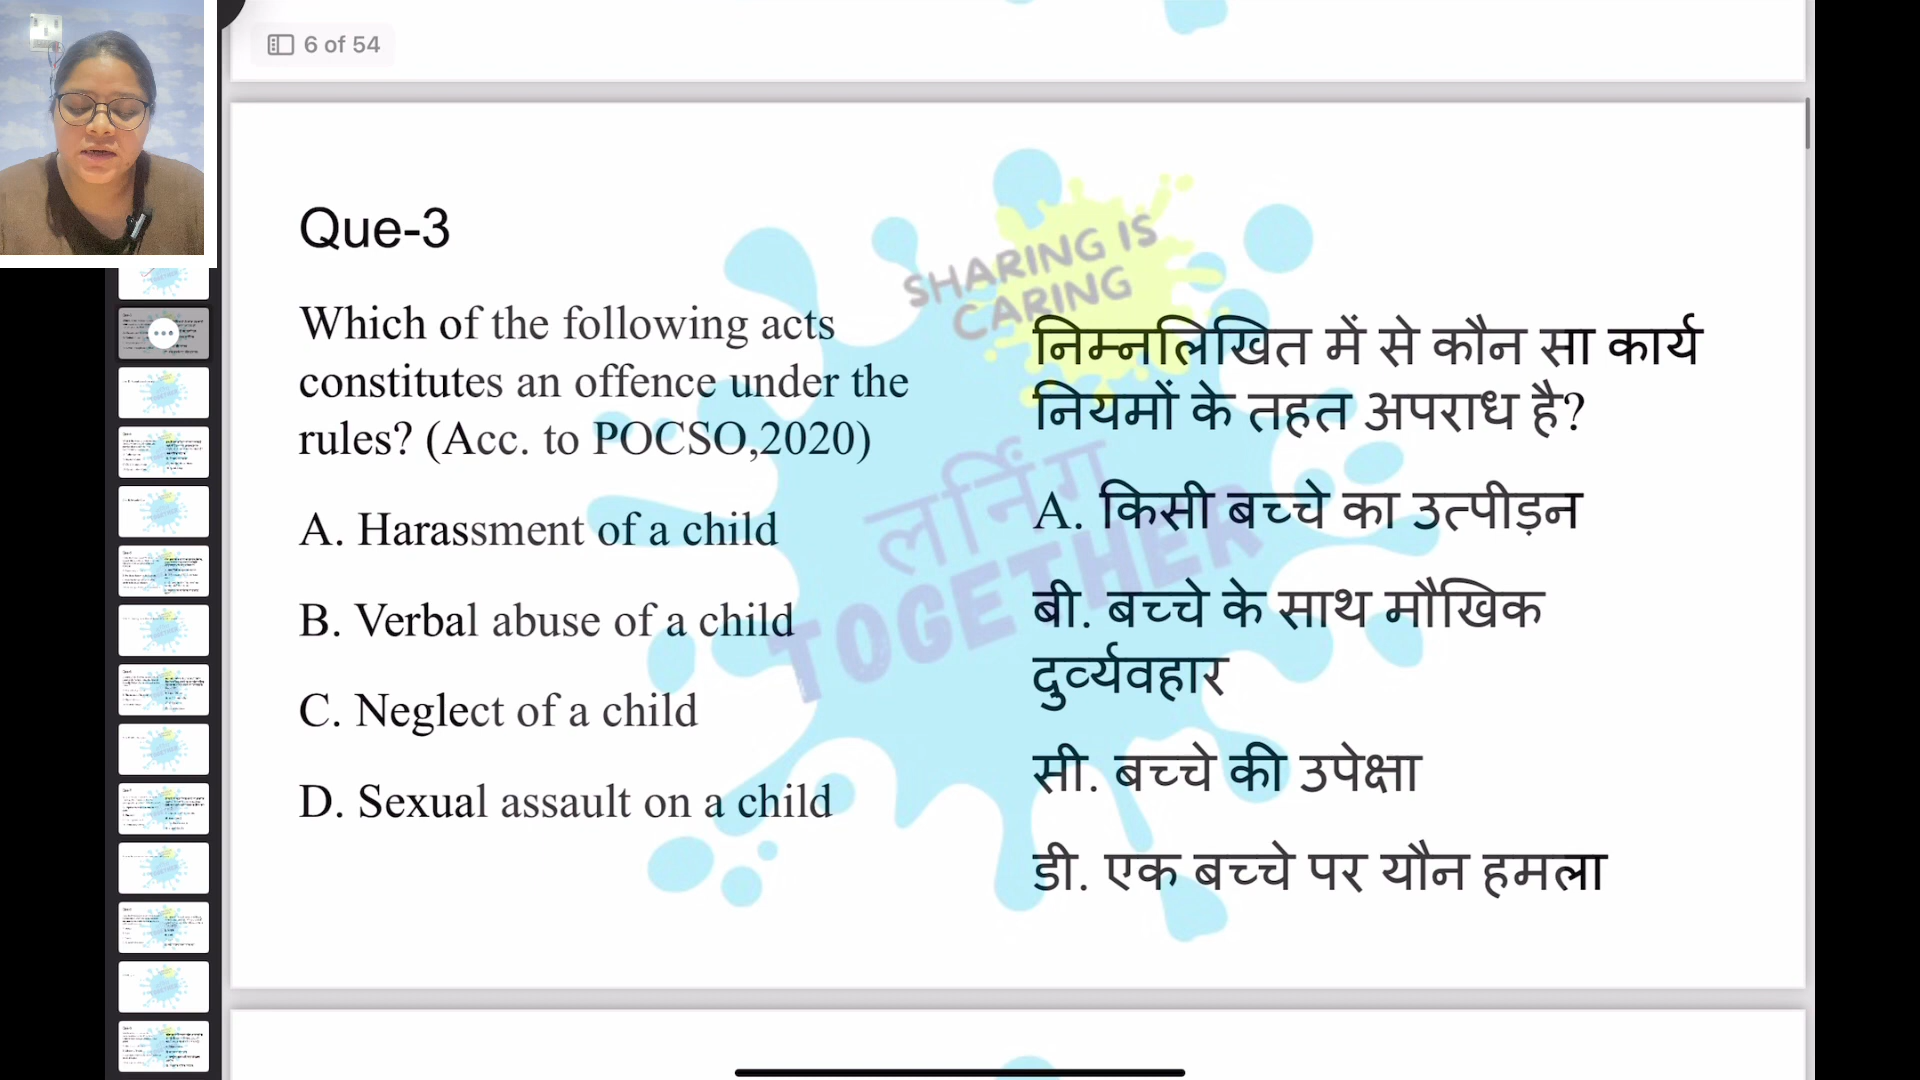 6 of 54
Que-3
Which of the following acts
constitutes an offence under the
rules? (Acc. to POCSO,2020)
A. Harassment of a child
B. Verbal abuse of a child
C. Neglect of a child
D. Sexual assault on a child
SHARING IS
CARING
लर्निंग
TOGETHER
निम्नलिखित में से कौन सा कार्य
नियमों के तहत अपराध है?
A. किसी बच्चे का उत्पीड़न
बी. बच्चे के साथ मौखिक
दुर्व्यवहार
सी. बच्चे की उपेक्षा
डी. एक बच्चे पर यौन हमला